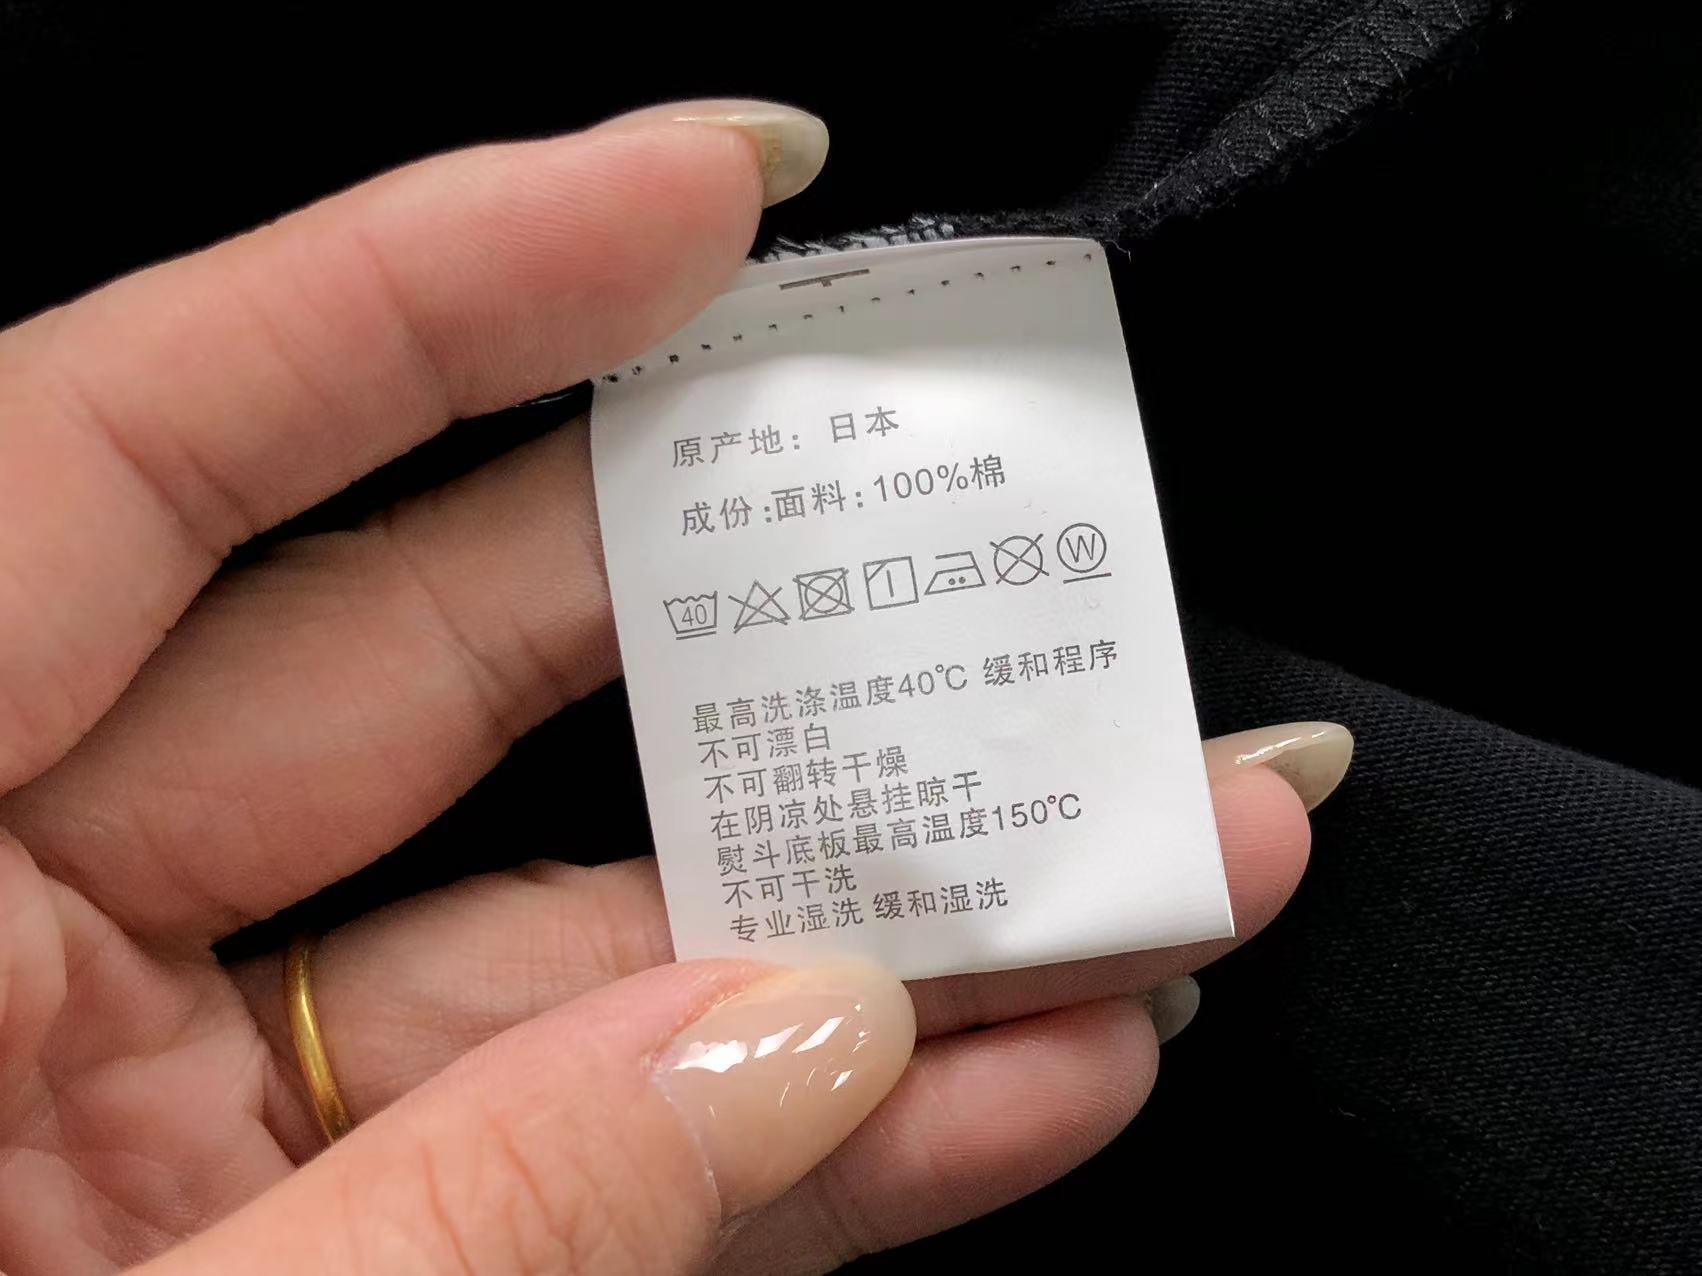 原产地：日本
成份:面料:100%棉
40 W
最高洗涤温度40℃ 缓和程序
不可漂白
不可翻转干燥
在阴凉处悬挂晾干
熨斗底板最高温度150℃
不可干洗
专业湿洗 缓和湿洗